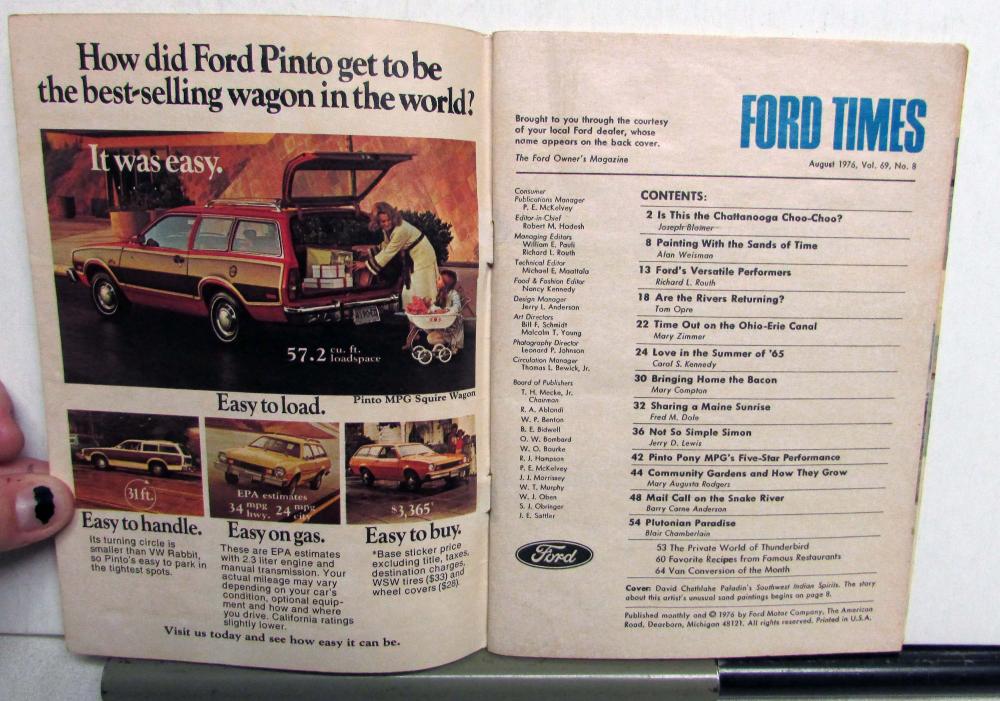 How did Ford Pinto get to be
the best-selling wagon in the world?
It was easy.
57.2 cu. ft.
loadspace
Pinto MPG Squire Wagon
Easy to load.
31 ft.
EPA estimates
34 mpg hwy. 24 mpg city
$3,365*
Easy to handle.
Its turning circle is
smaller than VW Rabbit,
so Pinto's easy to park in
the tightest spots.
Easy on gas.
These are EPA estimates
with 2.3 liter engine and
manual transmission. Your
actual mileage may vary
depending on your car's
condition, optional equip-
ment and how and where
you drive. California ratings
slightly lower.
Easy to buy.
*Base sticker price
excluding title, taxes,
destination charges,
WSW tires ($33) and
wheel covers ($28).
Visit us today and see how easy it can be.
Brought to you through the courtesy
of your local Ford dealer, whose
name appears on the back cover.
The Ford Owner's Magazine
FORD TIMES
August 1976, Vol. 69, No. 8
Consumer
Publications Manager
P. E. McKelvey
Editor-in-Chief
Robert M. Hodesh
Managing Editors
William E. Pauli
Richard L. Routh
Technical Editor
Michael E. Maattala
Food & Fashion Editor
Nancy Kennedy
Design Manager
Jerry L. Anderson
Art Directors
Bill F. Schmidt
Malcolm T. Young
Photography Director
Leonard P. Johnson
Circulation Manager
Thomas L. Bewick, Jr.
Board of Publishers
T. H. Mecke, Jr.
Chairman
R. A. Ablondi
W. P. Benton
B. E. Bidwell
O. W. Bombard
W. O. Bourke
R. J. Hampson
P. E. McKelvey
J. J. Morrissey
W. T. Murphy
W. J. Oben
S. J. Obringer
J. E. Sattler
Ford
CONTENTS:
2 Is This the Chattanooga Choo-Choo?
Joseph Blotner
8 Painting With the Sands of Time
Alan Weisman
13 Ford's Versatile Performers
Richard L. Routh
18 Are the Rivers Returning?
Tom Opre
22 Time Out on the Ohio-Erie Canal
Mary Zimmer
24 Love in the Summer of '65
Carol S. Kennedy
30 Bringing Home the Bacon
Mary Compton
32 Sharing a Maine Sunrise
Fred M. Dole
36 Not So Simple Simon
Jerry D. Lewis
42 Pinto Pony MPG's Five-Star Performance
44 Community Gardens and How They Grow
Mary Augusta Rodgers
48 Mail Call on the Snake River
Barry Carne Anderson
54 Plutonian Paradise
Blair Chamberlain
53 The Private World of Thunderbird
60 Favorite Recipes from Famous Restaurants
64 Van Conversion of the Month
Cover: David Chethlahe Paladin's Southwest Indian Spirits. The story
about this artist's unusual sand paintings begins on page 8.
Published monthly and © 1976 by Ford Motor Company, The American
Road, Dearborn, Michigan 48121. All rights reserved. Printed in U.S.A.